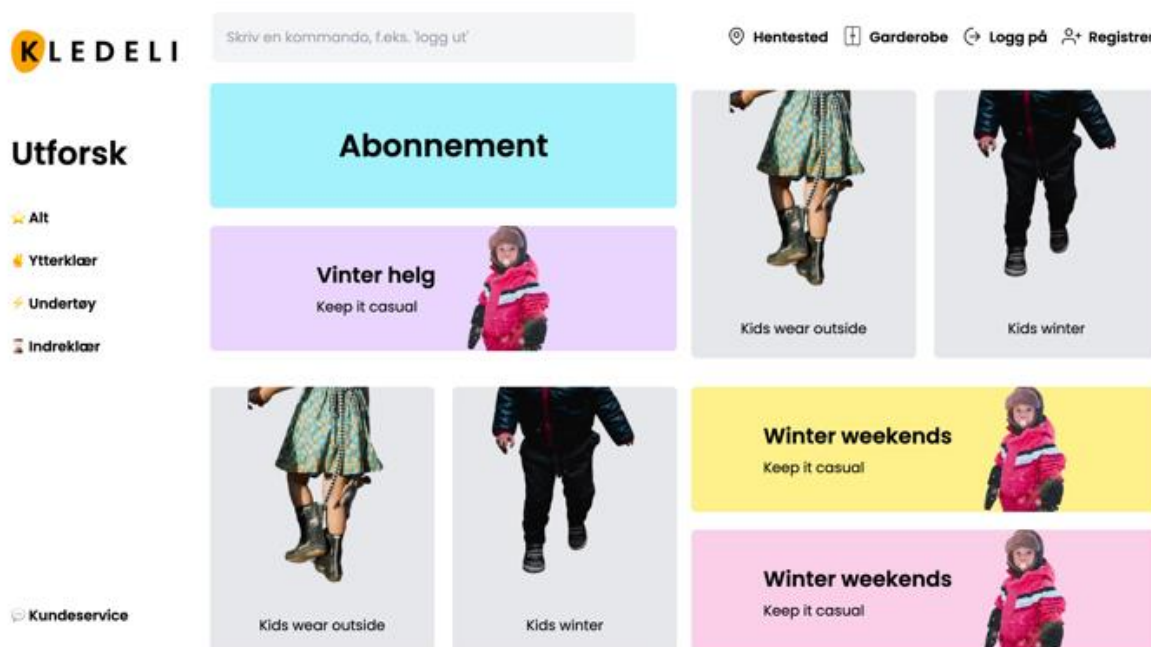 KLEDELI
Skriv en kommando, f.eks. 'logg ut'
Hentested
Garderobe
Logg på
Registrer
Utforsk
Alt
Ytterklær
Undertøy
Indreklær
Kundeservice
Abonnement
Vinter helg
Keep it casual
Kids wear outside
Kids winter
Kids wear outside
Kids winter
Winter weekends
Keep it casual
Winter weekends
Keep it casual